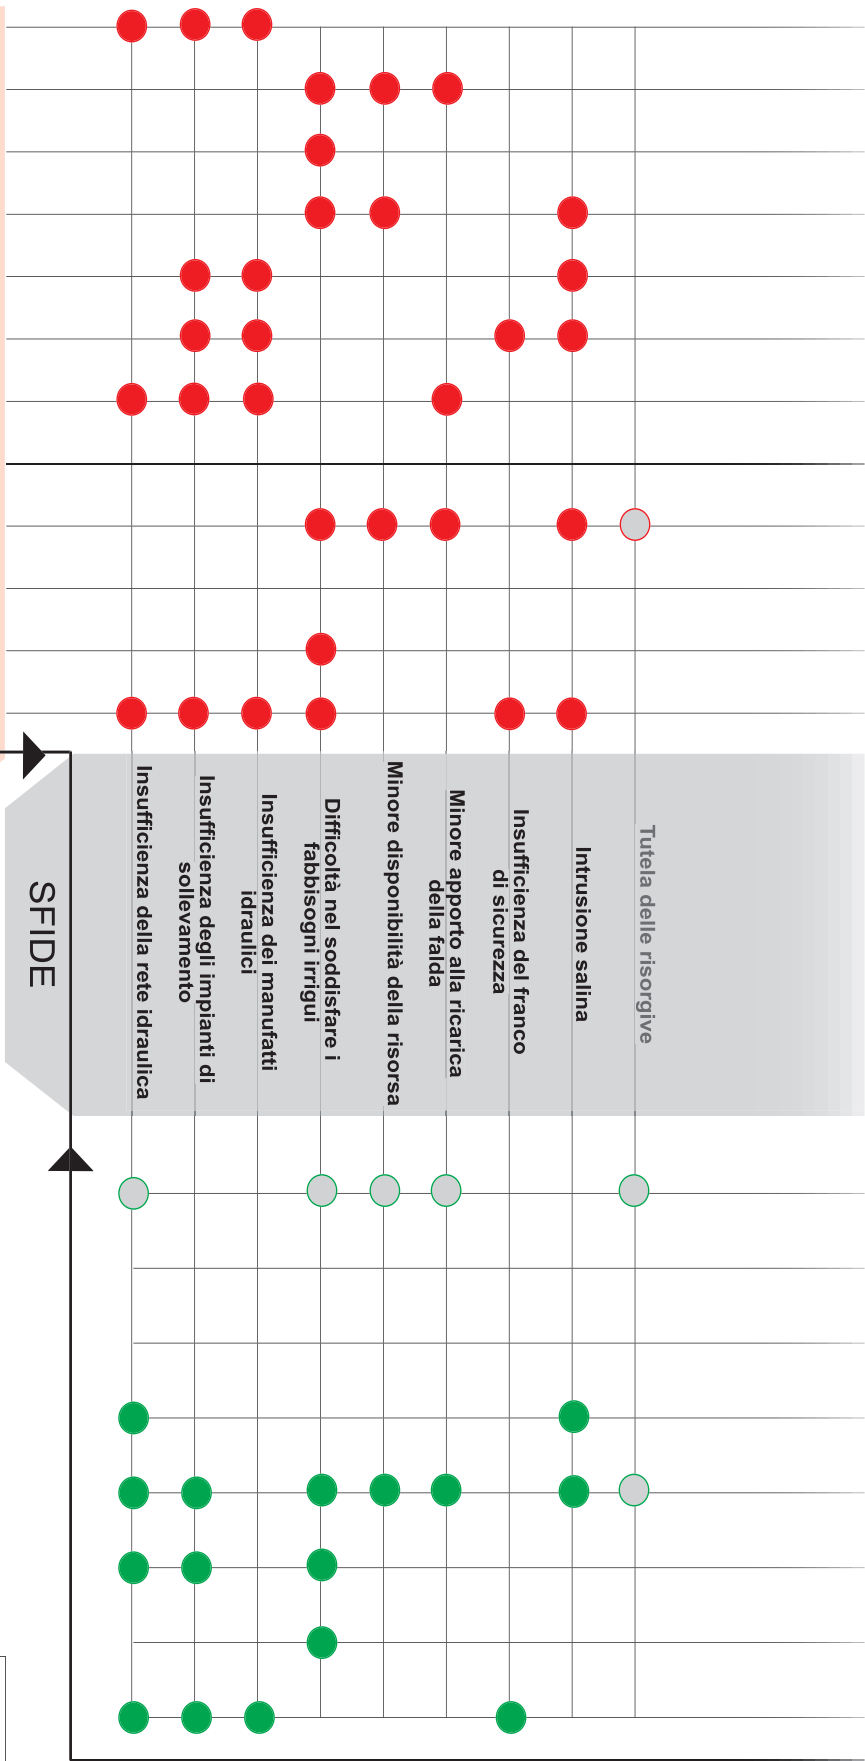 SFIDE
Insufficienza della rete idraulica
Insufficienza degli impianti di
sollevamento
Insufficienza dei manufatti
idraulici
Difficoltà nel soddisfare i
fabbisogni irrigui
Minore disponibilità della risorsa
Minore apporto alla ricarica
della falda
Insufficienza del franco
di sicurezza
Intrusione salina
Tutela delle risorgive